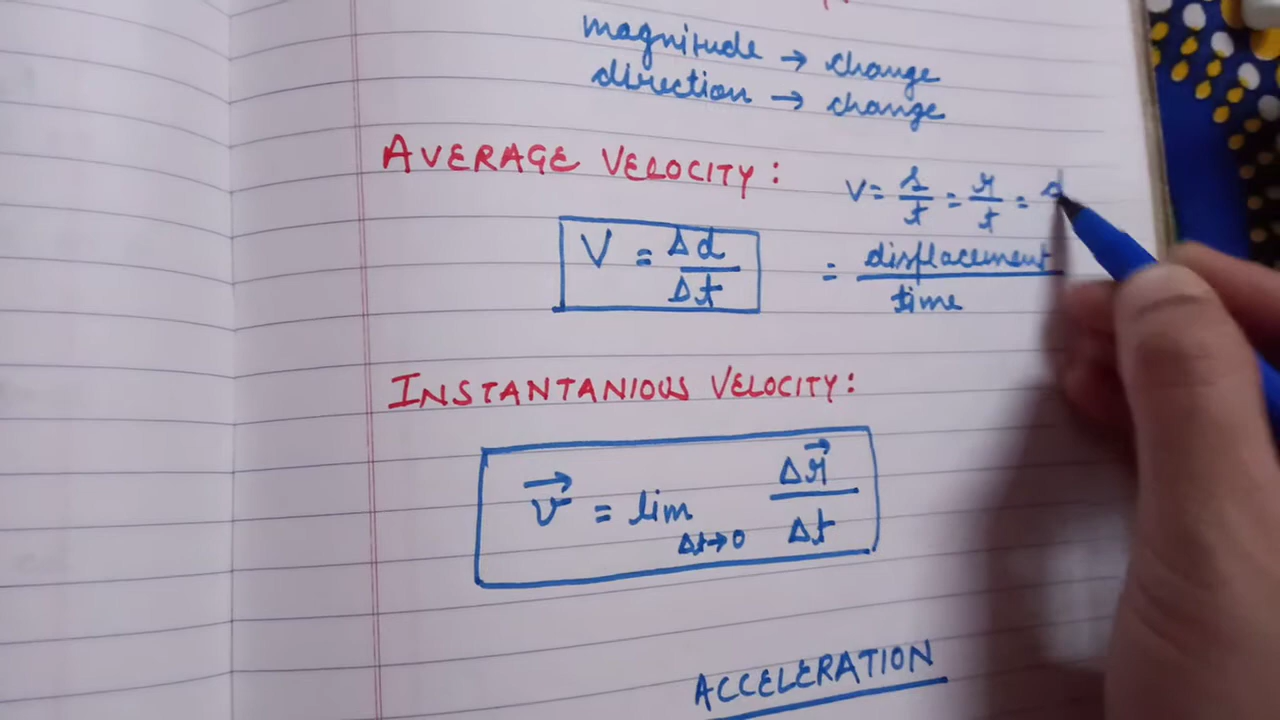 magnitude → change
direction → change
AVERAGE VELOCITY:
V = s/t = r/t = d
V = Δd/Δt
= displacement/time
INSTANTANIOUS VELOCITY:
v⃗ = lim Δt→0 Δr⃗/Δt
ACCELERATION